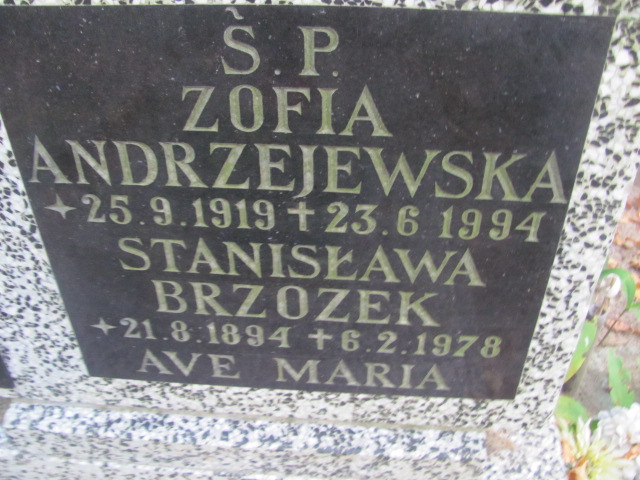 Ś.P.
ZOFIA
ANDRZEJEWSKA
25.9.1919 + 23.6 1994
STANISŁAWA
BRZOZEK
21.8.1894 + 6.2.1978
AVE MARIA